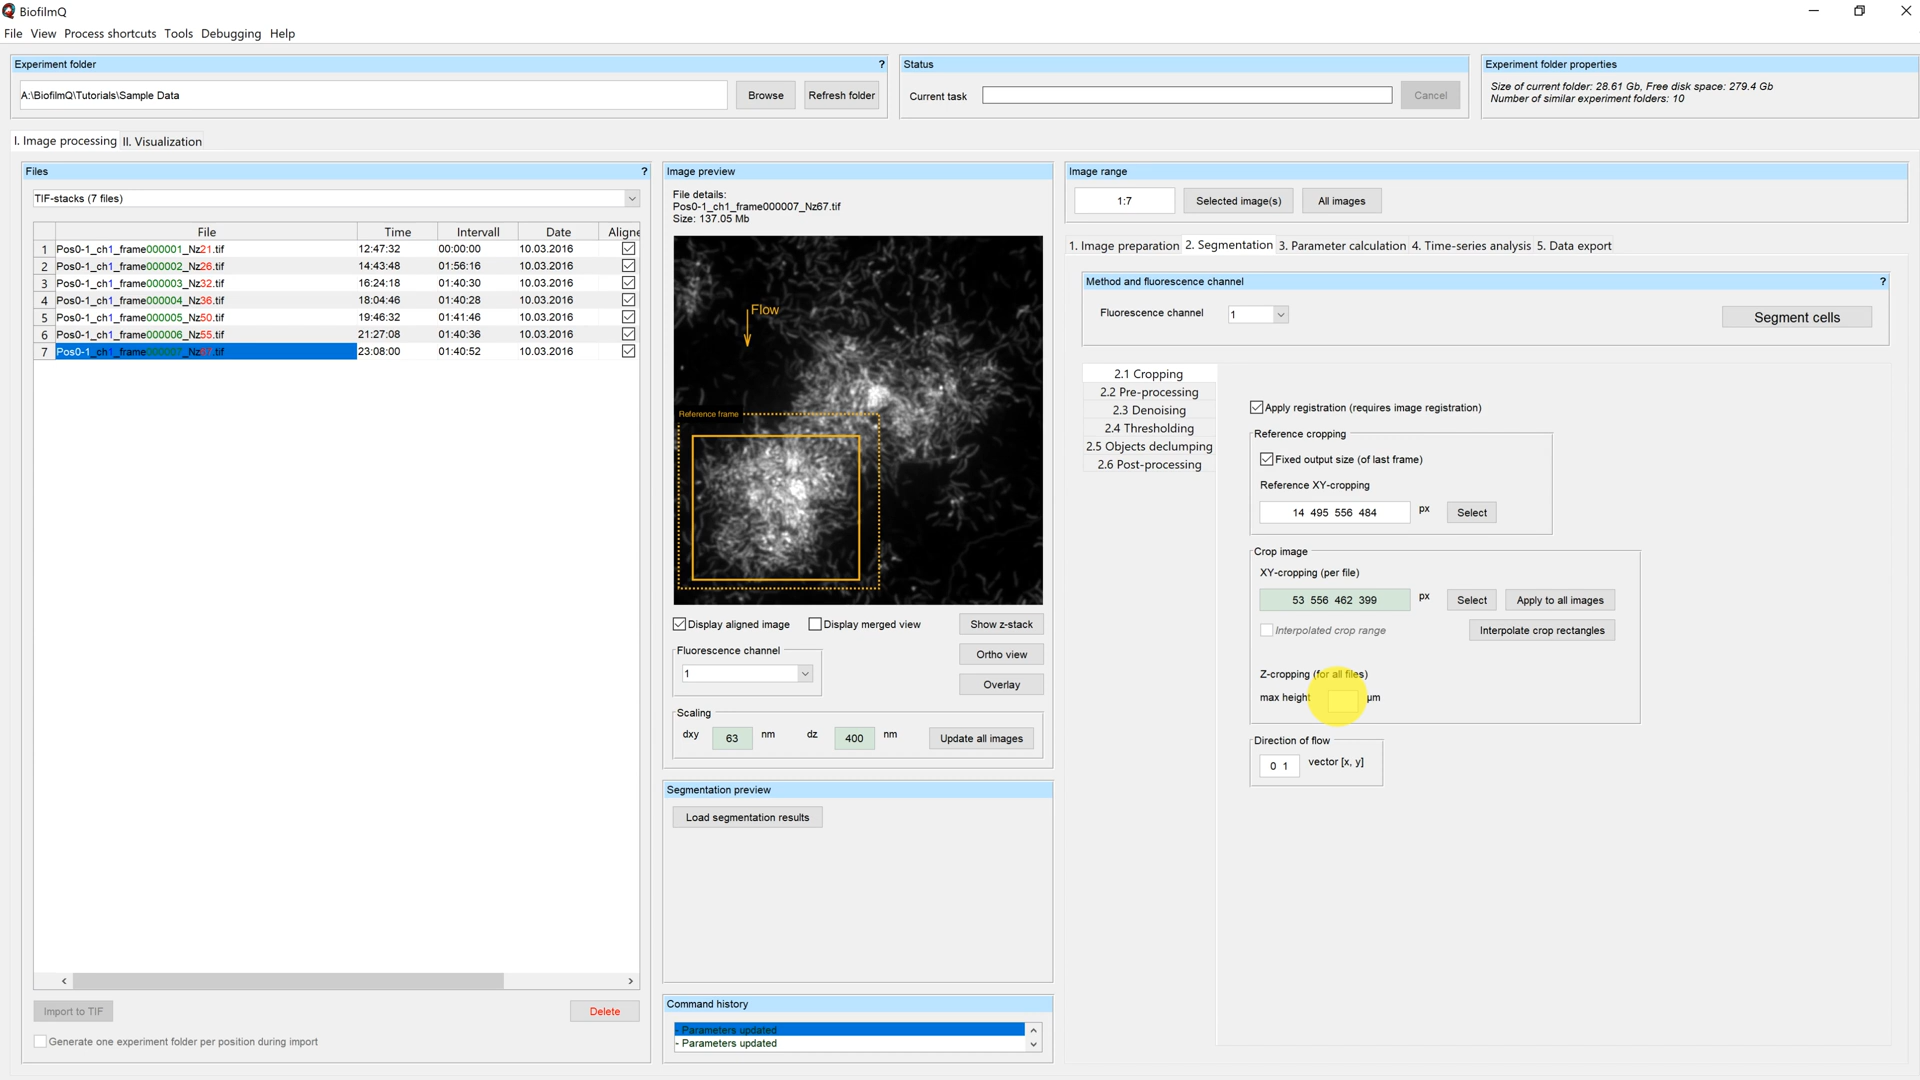 BiofilmQ
File View Process shortcuts Tools Debugging Help
Experiment folder ?
A:\BiofilmQ\Tutorials\Sample Data
Browse
Refresh folder
Status
Current task
Cancel
Experiment folder properties
Size of current folder: 28.61 Gb, Free disk space: 279.4 Gb
Number of similar experiment folders: 10
I. Image processing II. Visualization
Files ?
TIF-stacks (7 files)
File Time Intervall Date Aligne
1 Pos0-1_ch1_frame000001_Nz21.tif 12:47:32 00:00:00 10.03.2016
2 Pos0-1_ch1_frame000002_Nz26.tif 14:43:48 01:56:16 10.03.2016
3 Pos0-1_ch1_frame000003_Nz32.tif 16:24:18 01:40:30 10.03.2016
4 Pos0-1_ch1_frame000004_Nz36.tif 18:04:46 01:40:28 10.03.2016
5 Pos0-1_ch1_frame000005_Nz50.tif 19:46:32 01:41:46 10.03.2016
6 Pos0-1_ch1_frame000006_Nz55.tif 21:27:08 01:40:36 10.03.2016
7 Pos0-1_ch1_frame000007_Nz67.tif 23:08:00 01:40:52 10.03.2016
Import to TIF
Delete
Generate one experiment folder per position during import
Image preview
File details:
Pos0-1_ch1_frame000007_Nz67.tif
Size: 137.05 Mb
Flow
Reference frame
Display aligned image
Display merged view
Show z-stack
Fluorescence channel
1
Ortho view
Overlay
Scaling
dxy 63 nm dz 400 nm
Update all images
Segmentation preview
Load segmentation results
Command history
- Parameters updated
- Parameters updated
Image range
1:7
Selected image(s)
All images
1. Image preparation 2. Segmentation 3. Parameter calculation 4. Time-series analysis 5. Data export
Method and fluorescence channel ?
Fluorescence channel 1
Segment cells
2.1 Cropping
2.2 Pre-processing
2.3 Denoising
2.4 Thresholding
2.5 Objects declumping
2.6 Post-processing
Apply registration (requires image registration)
Reference cropping
Fixed output size (of last frame)
Reference XY-cropping
14 495 556 484 px
Select
Crop image
XY-cropping (per file)
53 556 462 399 px
Select
Apply to all images
Interpolated crop range
Interpolate crop rectangles
Z-cropping (for all files)
max height µm
Direction of flow
0 1 vector [x, y]